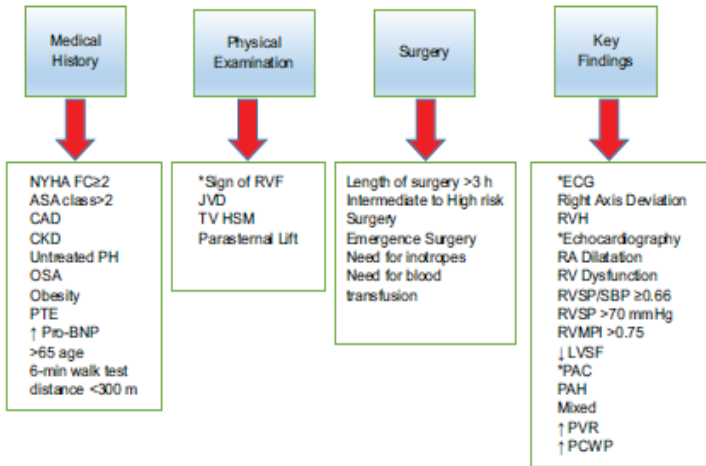 Medical
History
Physical
Examination
Surgery
Key
Findings
NYHA FC≥2
ASA class>2
CAD
CKD
Untreated PH
OSA
Obesity
PTE
↑ Pro-BNP
>65 age
6-min walk test
distance <300 m
*Sign of RVF
JVD
TV HSM
Parasternal Lift
Length of surgery >3 h
Intermediate to High risk
Surgery
Emergence Surgery
Need for inotropes
Need for blood
transfusion
*ECG
Right Axis Deviation
RVH
*Echocardiography
RA Dilatation
RV Dysfunction
RVSP/SBP ≥0.66
RVSP >70 mmHg
RVMPI >0.75
↓ LVSF
*PAC
PAH
Mixed
↑ PVR
↑ PCWP